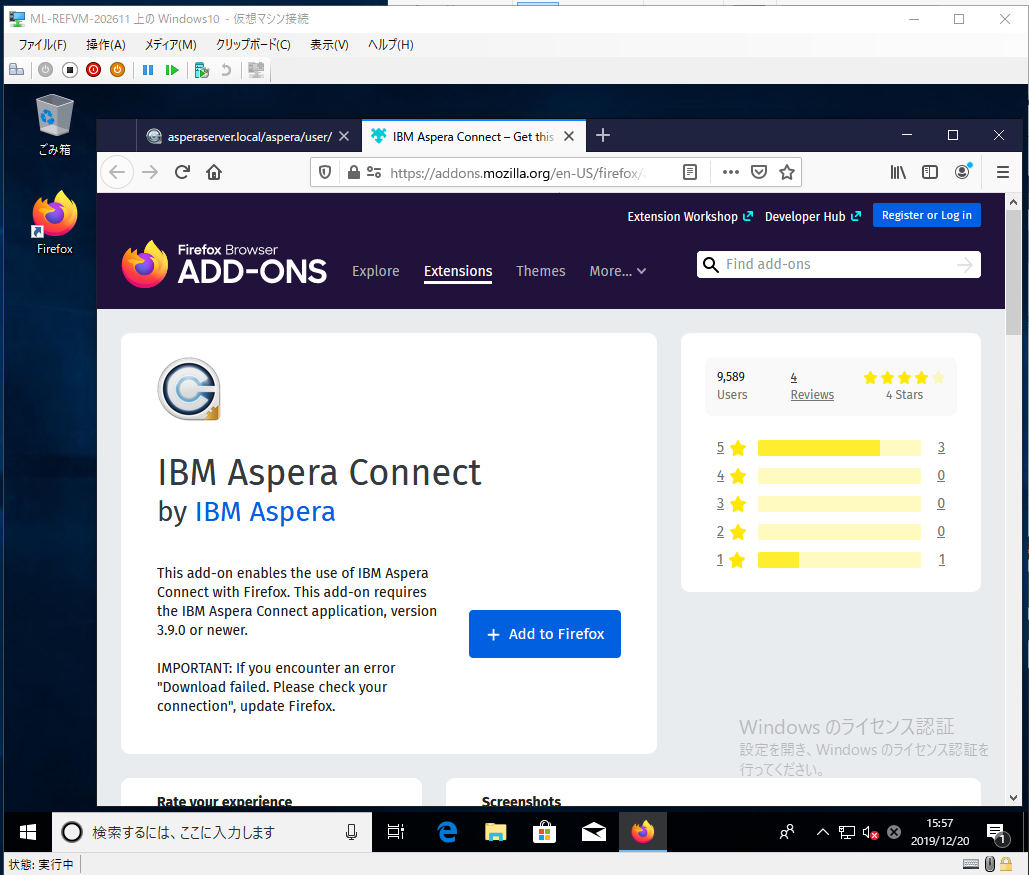 ML-REFVM-202611 上の Windows10 - 仮想マシン接続
ファイル(F) 操作(A) メディア(M) クリップボード(C) 表示(V) ヘルプ(H)
ごみ箱
Firefox
asperaserver.local/aspera/user/
IBM Aspera Connect – Get this
https://addons.mozilla.org/en-US/firefox/
Extension Workshop Developer Hub Register or Log in
Firefox Browser
ADD-ONS
Explore Extensions Themes More...
Find add-ons
IBM Aspera Connect
by IBM Aspera
This add-on enables the use of IBM Aspera
Connect with Firefox. This add-on requires
the IBM Aspera Connect application, version
3.9.0 or newer.
IMPORTANT: If you encounter an error
"Download failed. Please check your
connection", update Firefox.
+ Add to Firefox
9,589 4
Users Reviews 4 Stars
5 3
4 0
3 0
2 0
1 1
Windows のライセンス認証
設定を開き、Windows のライセンス認証を
行ってください。
Rate your experience
Screenshots
検索するには、ここに入力します
15:57
2019/12/20
1
状態: 実行中